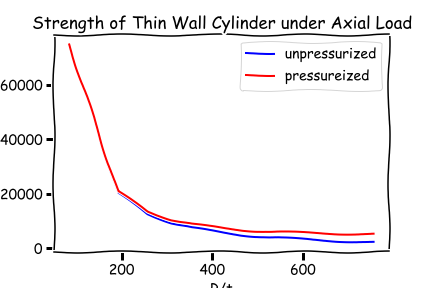 Strength of Thin Wall Cylinder under Axial Load
unpressurized
pressureized
60000
40000
20000
0
200 400 600
D/t